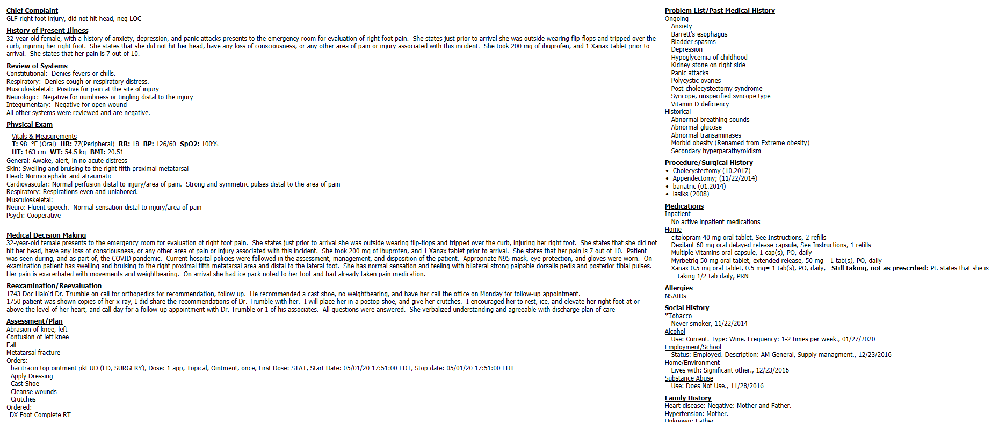 Chief Complaint
GLF-right foot injury, did not hit head, neg LOC
History of Present Illness
32-year-old female, with a history of anxiety, depression, and panic attacks presents to the emergency room for evaluation of right foot pain. She states just prior to arrival she was outside wearing flip-flops and tripped over the
curb, injuring her right foot. She states that she did not hit her head, have any loss of consciousness, or any other area of pain or injury associated with this incident. She took 200 mg of ibuprofen, and 1 Xanax tablet prior to
arrival. She states that her pain is 7 out of 10.
Review of Systems
Constitutional: Denies fevers or chills.
Respiratory: Denies cough or respiratory distress.
Musculoskeletal: Positive for pain at the site of injury
Neurologic: Negative for numbness or tingling distal to the injury
Integumentary: Negative for open wound
All other systems were reviewed and are negative.
Physical Exam
Vitals & Measurements
T: 98 °F (Oral) HR: 77(Peripheral) RR: 18 BP: 126/60 SpO2: 100%
HT: 163 cm WT: 54.5 kg BMI: 20.51
General: Awake, alert, in no acute distress
Skin: Swelling and bruising to the right fifth proximal metatarsal
Head: Normocephalic and atraumatic
Cardiovascular: Normal perfusion distal to injury/area of pain. Strong and symmetric pulses distal to the area of pain
Respiratory: Respirations even and unlabored.
Musculoskeletal:
Neuro: Fluent speech. Normal sensation distal to injury/area of pain
Psych: Cooperative
Medical Decision Making
32-year-old female presents to the emergency room for evaluation of right foot pain. She states just prior to arrival she was outside wearing flip-flops and tripped over the curb, injuring her right foot. She states that she did not
hit her head, have any loss of consciousness, or any other area of pain or injury associated with this incident. She took 200 mg of ibuprofen, and 1 Xanax tablet prior to arrival. She states that her pain is 7 out of 10. Patient
was seen during, and as part of, the COVID pandemic. Current hospital policies were followed in the assessment, management, and disposition of the patient. Appropriate N95 mask, eye protection, and gloves were worn. On
examination patient has swelling and bruising to the right proximal fifth metatarsal area and distal to the lateral foot. She has normal sensation and feeling with bilateral strong palpable dorsalis pedis and posterior tibial pulses.
Her pain is exacerbated with movements and weightbearing. On arrival she had ice pack noted to her foot and had already taken pain medication.
Reexamination/Reevaluation
1743 Doc Halo'd Dr. Trumble on call for orthopedics for recommendation, follow up. He recommended a cast shoe, no weightbearing, and have her call the office on Monday for follow-up appointment.
1750 patient was shown copies of her x-ray, I did share the recommendations of Dr. Trumble with her. I will place her in a postop shoe, and give her crutches. I encouraged her to rest, ice, and elevate her right foot at or
above the level of her heart, and call day for a follow-up appointment with Dr. Trumble or 1 of his associates. All questions were answered. She verbalized understanding and agreeable with discharge plan of care
Assessment/Plan
Abrasion of knee, left
Contusion of left knee
Fall
Metatarsal fracture
Orders:
bacitracin top ointment pkt UD (ED, SURGERY), Dose: 1 app, Topical, Ointment, once, First Dose: STAT, Start Date: 05/01/20 17:51:00 EDT, Stop date: 05/01/20 17:51:00 EDT
Apply Dressing
Cast Shoe
Cleanse wounds
Crutches
Ordered:
DX Foot Complete RT
Problem List/Past Medical History
Ongoing
Anxiety
Barrett's esophagus
Bladder spasms
Depression
Hypoglycemia of childhood
Kidney stone on right side
Panic attacks
Polycystic ovaries
Post-cholecystectomy syndrome
Syncope, unspecified syncope type
Vitamin D deficiency
Historical
Abnormal breathing sounds
Abnormal glucose
Abnormal transaminases
Morbid obesity (Renamed from Extreme obesity)
Secondary hyperparathyroidism
Procedure/Surgical History
• Cholecystectomy (10.2017)
• Appendectomy; (11/22/2014)
• bariatric (01.2014)
• lasiks (2008)
Medications
Inpatient
No active inpatient medications
Home
citalopram 40 mg oral tablet, See Instructions, 2 refills
Dexilant 60 mg oral delayed release capsule, See Instructions, 1 refills
Multiple Vitamins oral capsule, 1 cap(s), PO, daily
Myrbetriq 50 mg oral tablet, extended release, 50 mg= 1 tab(s), PO, daily
Xanax 0.5 mg oral tablet, 0.5 mg= 1 tab(s), PO, daily, Still taking, not as prescribed: Pt. states that she is
taking 1/2 tab daily, PRN
Allergies
NSAIDs
Social History
*Tobacco
Never smoker, 11/22/2014
Alcohol
Use: Current. Type: Wine. Frequency: 1-2 times per week., 01/27/2020
Employment/School
Status: Employed. Description: AM General, Supply managment., 12/23/2016
Home/Environment
Lives with: Significant other., 12/23/2016
Substance Abuse
Use: Does Not Use., 11/28/2016
Family History
Heart disease: Negative: Mother and Father.
Hypertension: Mother.
Unknown: Father